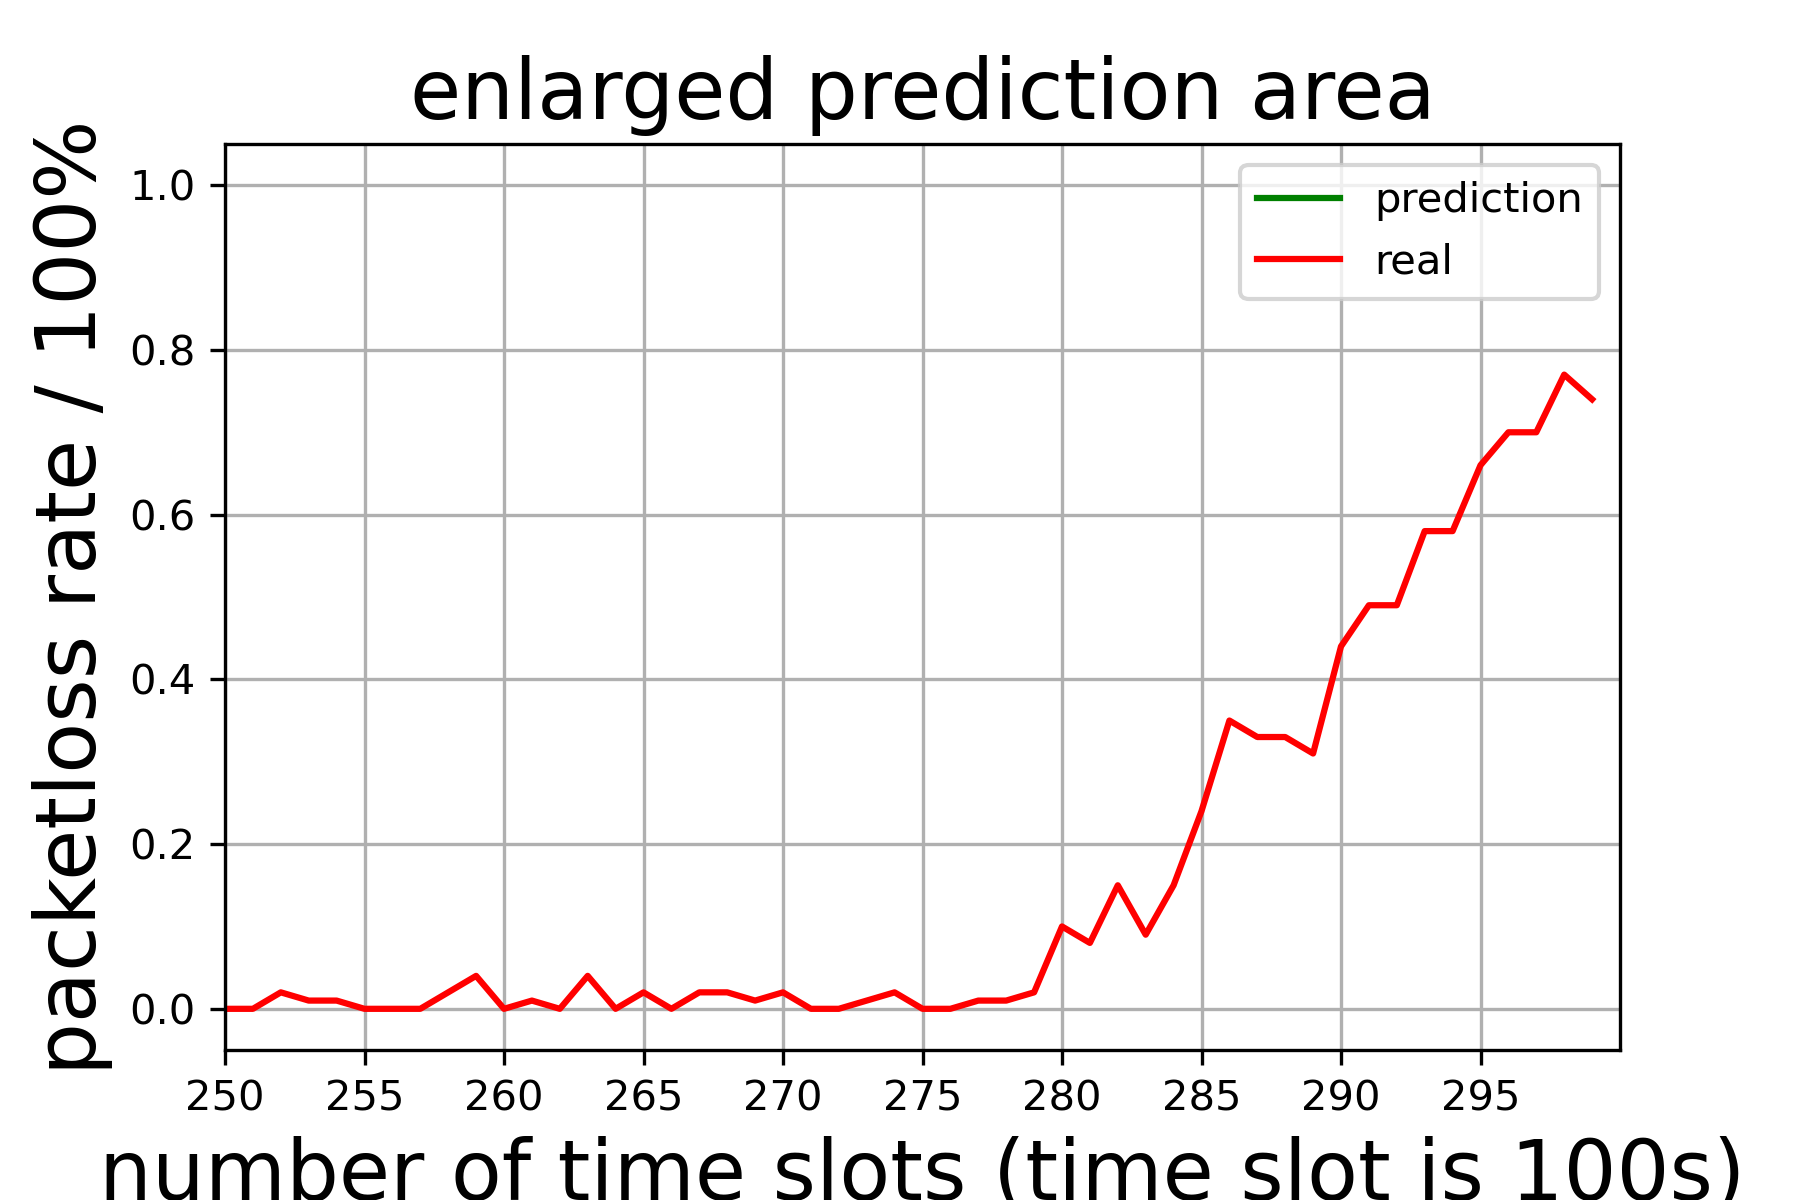 enlarged prediction area
packetloss rate / 100%
1.0
0.8
0.6
0.4
0.2
0.0
prediction
real
250 255 260 265 270 275 280 285 290 295
number of time slots (time slot is 100s)